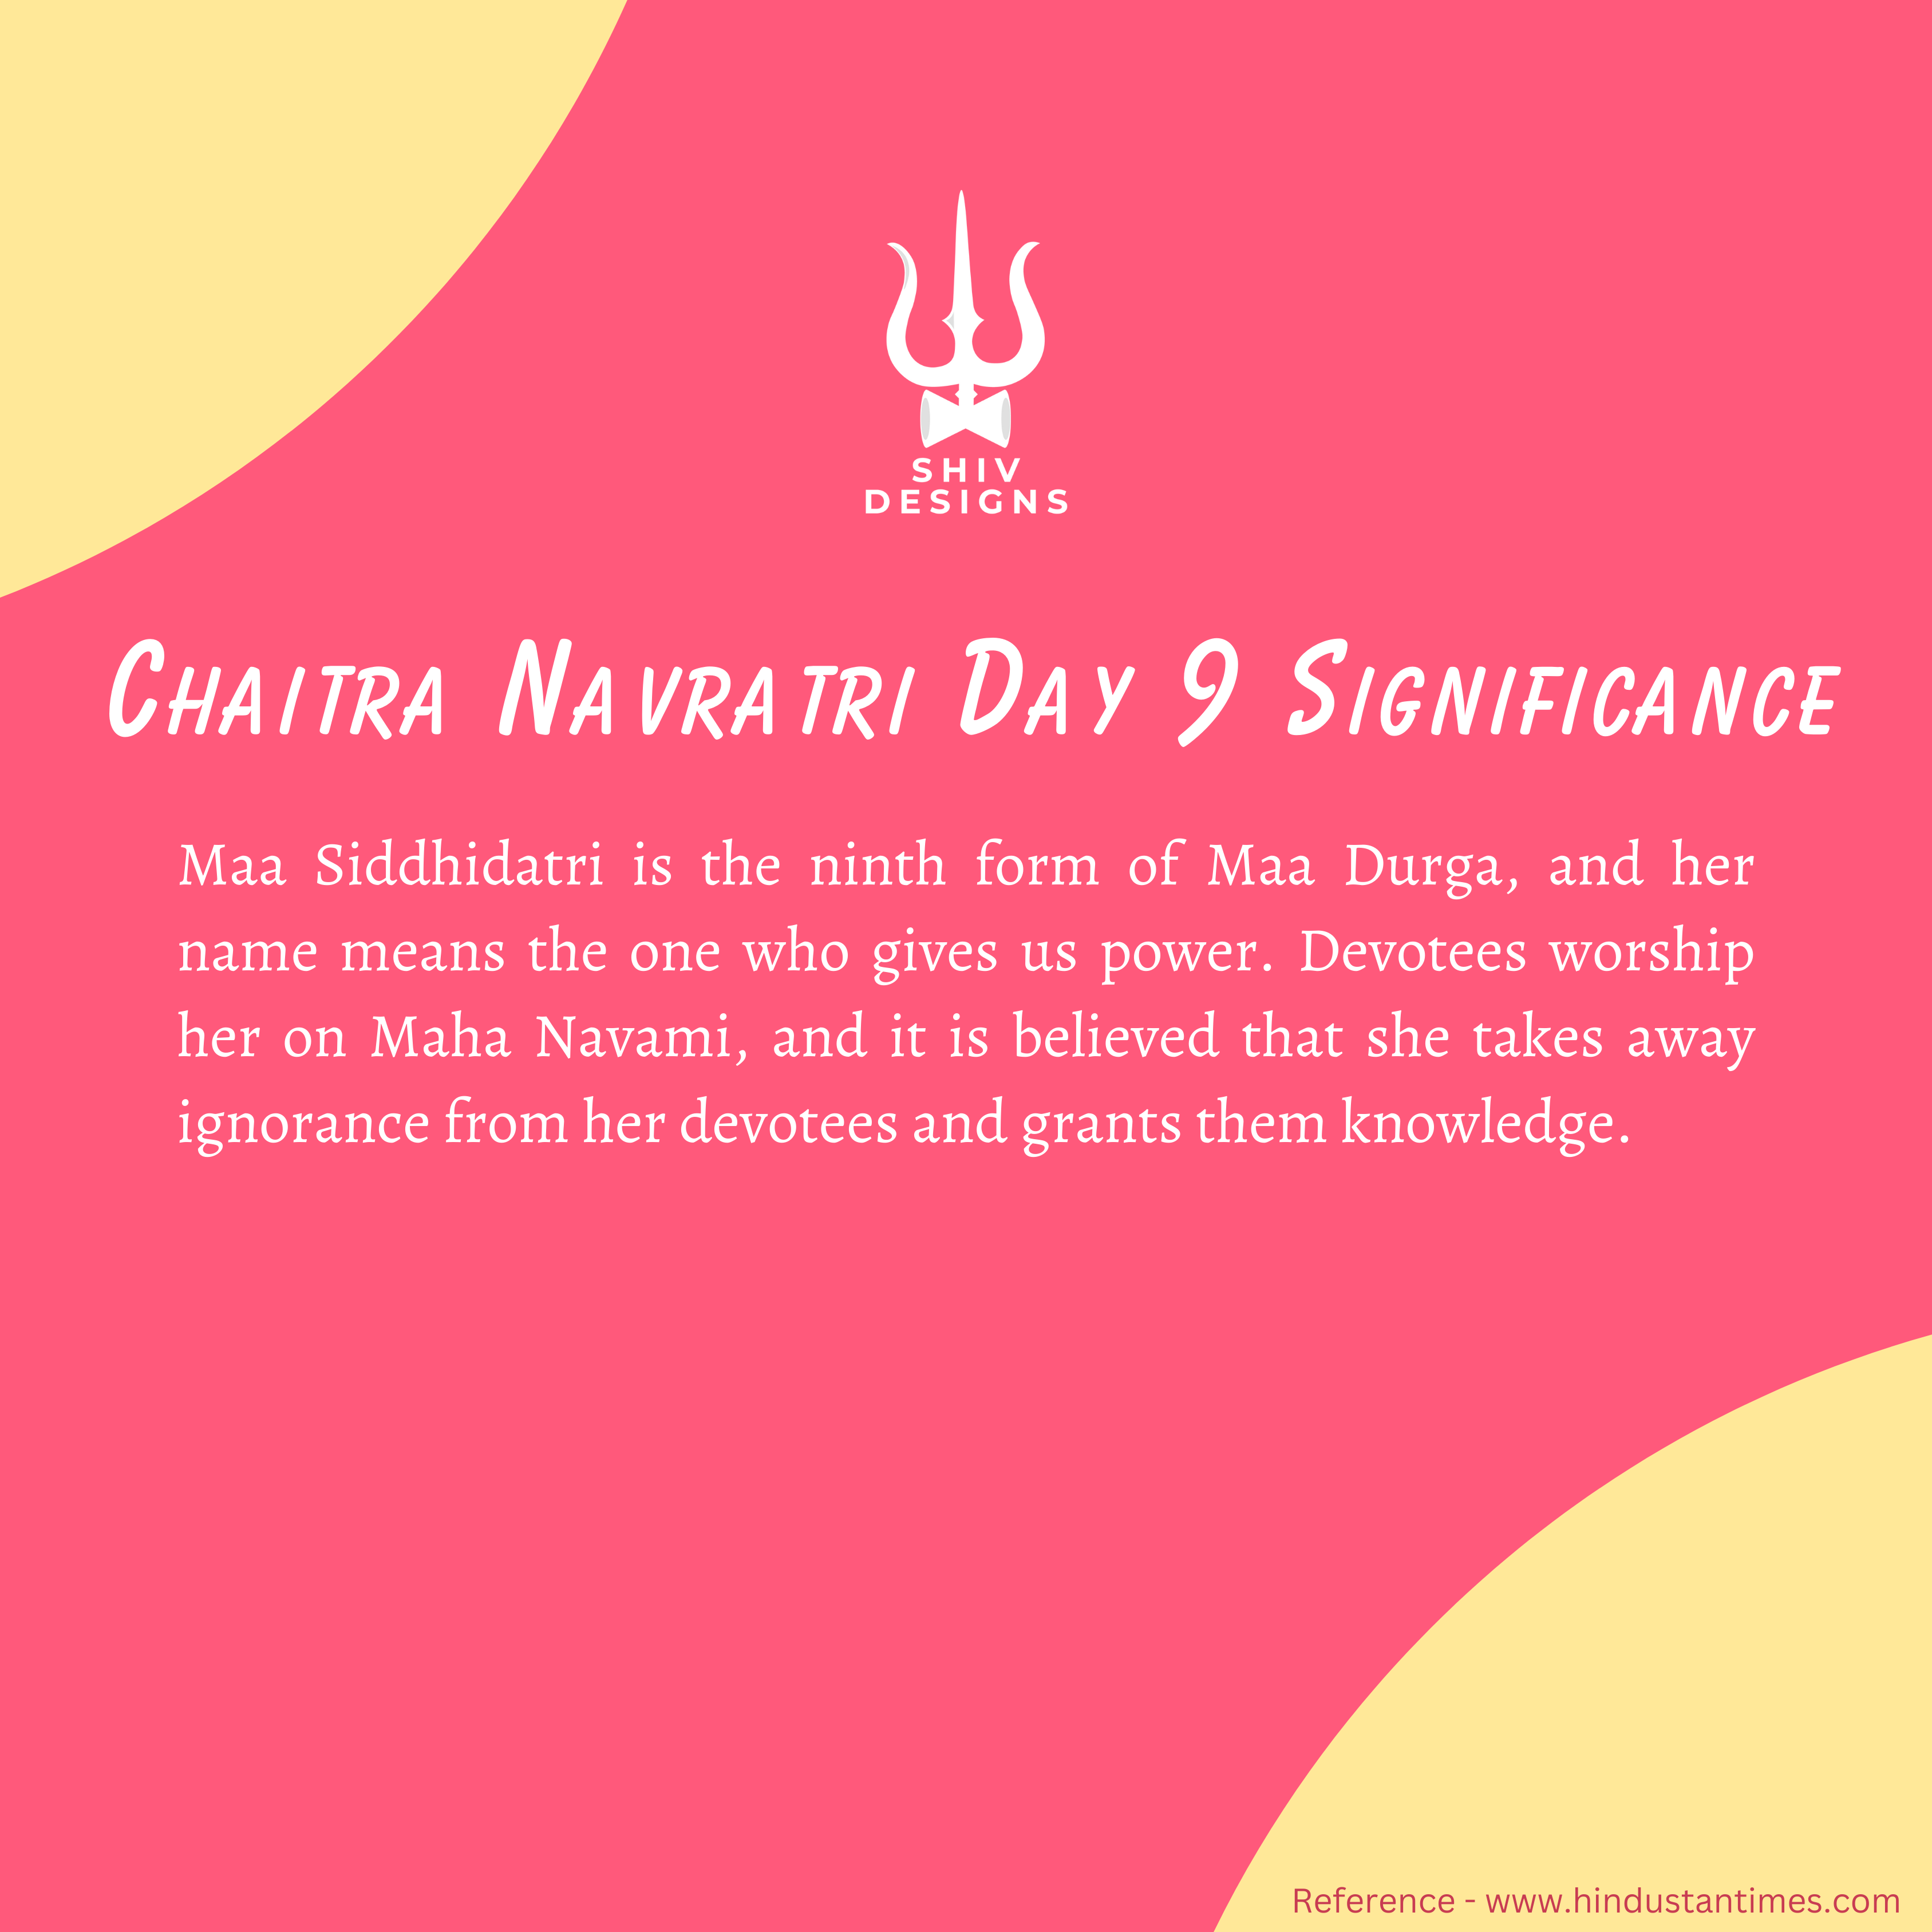 SHIV
DESIGNS
Chaitra Navratri Day 9 Significance
Maa Siddhidatri is the ninth form of Maa Durga, and her
name means the one who gives us power. Devotees worship
her on Maha Navami, and it is believed that she takes away
ignorance from her devotees and grants them knowledge.
Reference - www.hindustantimes.com